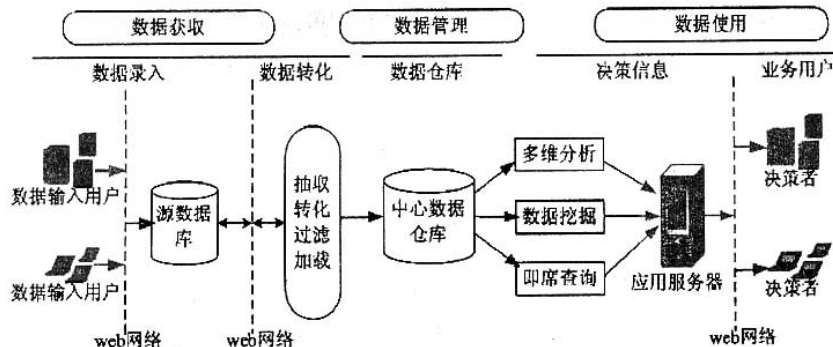 数据获取 数据管理 数据使用
数据录入 数据转化 数据仓库 决策信息 业务用户
数据输入用户
源数据
库
抽取
转化
过滤
加载
中心数据
仓库
多维分析
数据挖掘
即席查询
应用服务器
决策者
数据输入用户
决策者
web网络 web网络 web网络